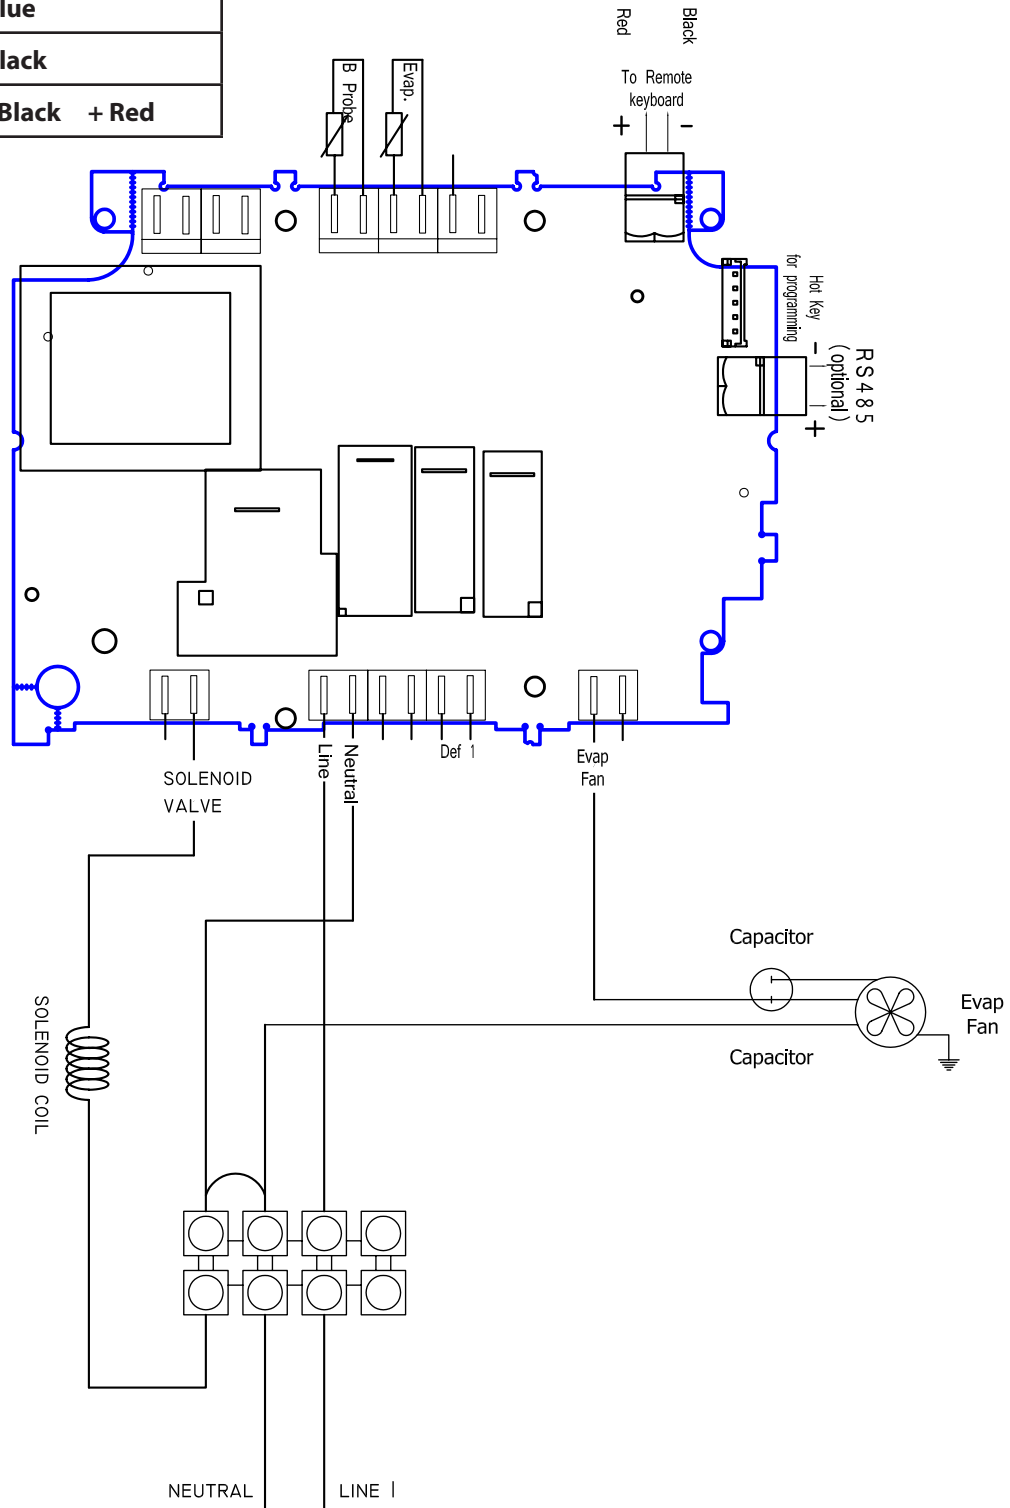 lue
lack
Black + Red
Red
Black
To Remote
keyboard
+ -
B Probe
Evap.
Hot Key
for programming
-
RS485
(optional)
+
Line
Neutral
Def 1
Evap
Fan
SOLENOID
VALVE
Capacitor
Evap
Fan
Capacitor
SOLENOID COIL
NEUTRAL
LINE 1